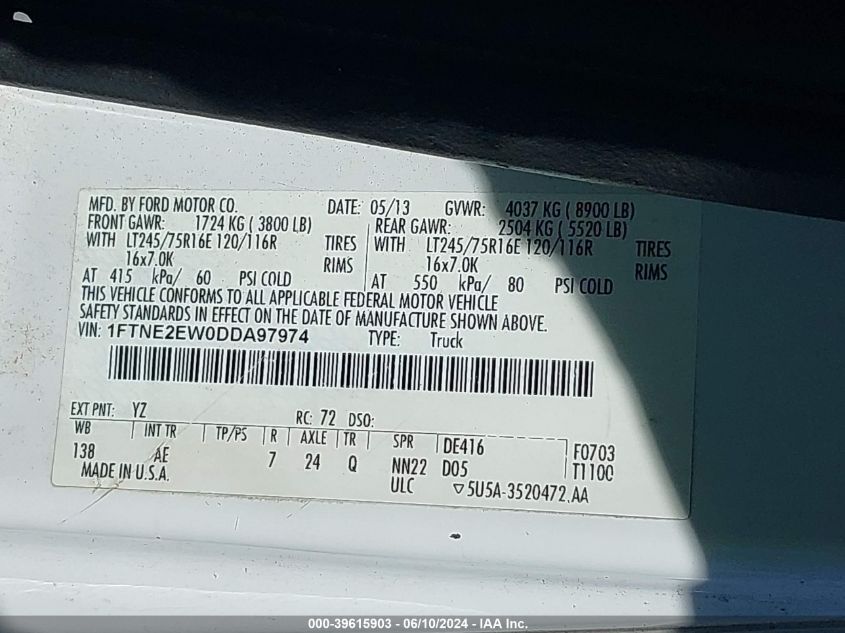 MFD. BY FORD MOTOR CO. DATE: 05/13 GVWR: 4037 KG ( 8900 LB)
FRONT GAWR: 1724 KG ( 3800 LB) REAR GAWR: 2504 KG ( 5520 LB)
WITH LT245/75R16E 120/116R TIRES WITH LT245/75R16E 120/116R TIRES
16x7.0K RIMS 16x7.0K RIMS
AT 415 kPa/ 60 PSI COLD AT 550 kPa/ 80 PSI COLD
THIS VEHICLE CONFORMS TO ALL APPLICABLE FEDERAL MOTOR VEHICLE
SAFETY STANDARDS IN EFFECT ON THE DATE OF MANUFACTURE SHOWN ABOVE.
VIN: 1FTNE2EW0DDA97974 TYPE: Truck
EXT PNT: YZ RC: 72 DSO:
WB INT TR TP/PS R AXLE TR SPR DE416 F0703
138 AE 7 24 Q NN22 D05 T1100
MADE IN U.S.A. ULC ▽5U5A-3520472.AA
000-39615903 - 06/10/2024 - IAA Inc.